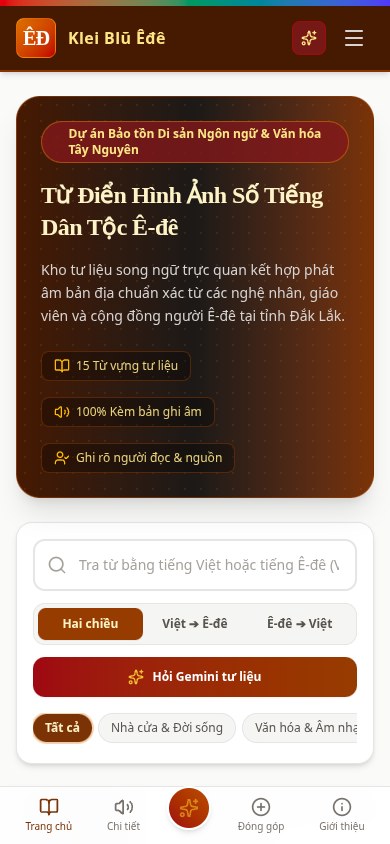 ÊĐ
Klei Blŭ Êđê
Dự án Bảo tồn Di sản Ngôn ngữ & Văn hóa
Tây Nguyên
Từ Điển Hình Ảnh Số Tiếng
Dân Tộc Ê-đê
Kho tư liệu song ngữ trực quan kết hợp phát
âm bản địa chuẩn xác từ các nghệ nhân, giáo
viên và cộng đồng người Ê-đê tại tỉnh Đắk Lắk.
15 Từ vựng tư liệu
100% Kèm bản ghi âm
Ghi rõ người đọc & nguồn
Tra từ bằng tiếng Việt hoặc tiếng Ê-đê (V
Hai chiều
Việt ➔ Ê-đê
Ê-đê ➔ Việt
Hỏi Gemini tư liệu
Tất cả
Nhà cửa & Đời sống
Văn hóa & Âm nhạ
Trang chủ
Chi tiết
Đóng góp
Giới thiệu